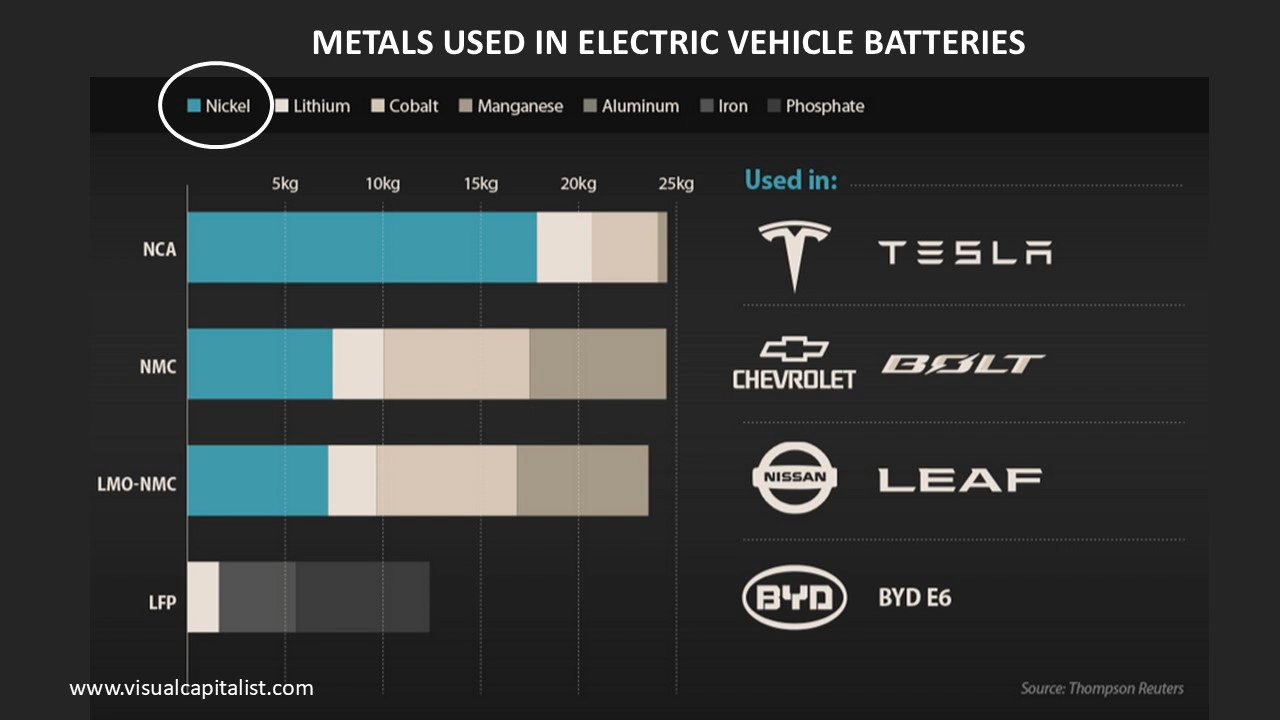 METALS USED IN ELECTRIC VEHICLE BATTERIES
Nickel Lithium Cobalt Manganese Aluminum Iron Phosphate
5kg 10kg 15kg 20kg 25kg
Used in:
NCA
TESLA
NMC
CHEVROLET
BOLT
LMO-NMC
NISSAN
LEAF
LFP
BYD
BYD E6
www.visualcapitalist.com
Source: Thompson Reuters